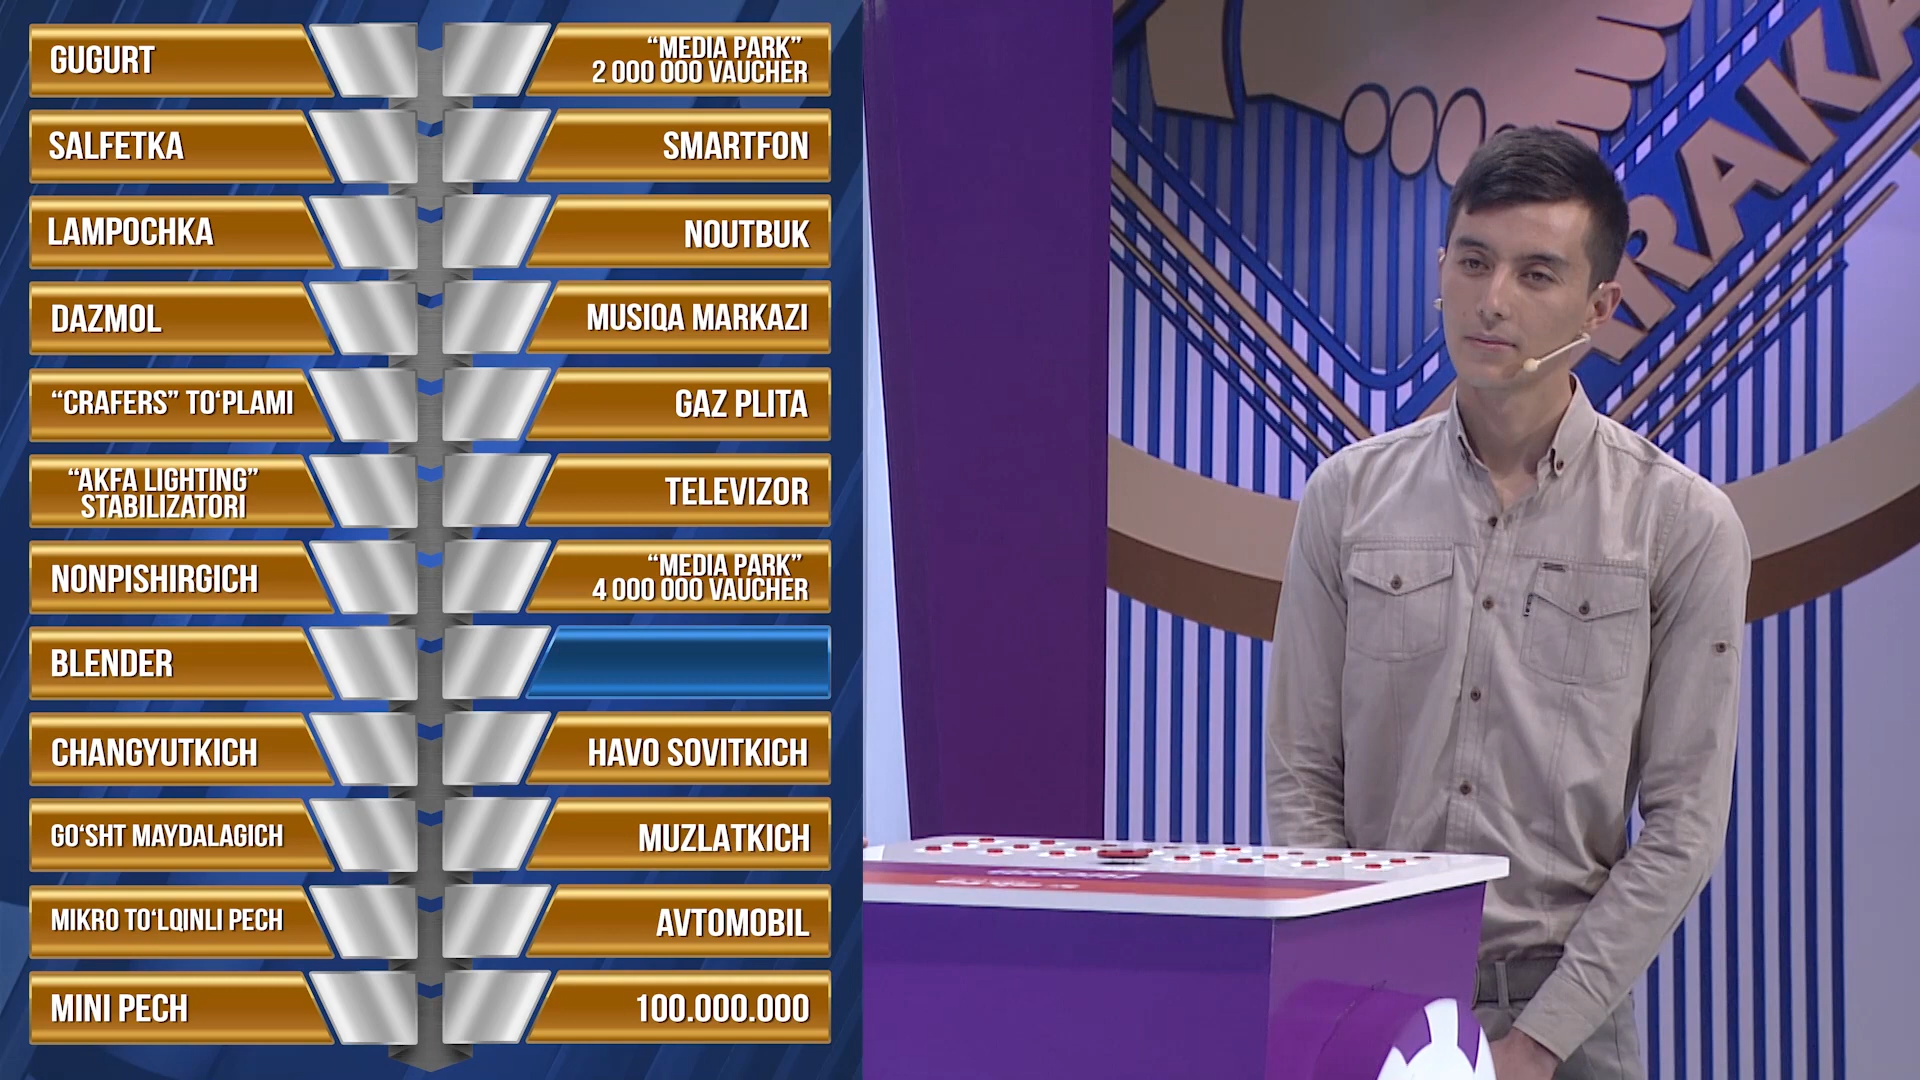 GUGURT
SALFETKA
LAMPOCHKA
DAZMOL
“CRAFERS” TO‘PLAMI
“AKFA LIGHTING”
STABILIZATORI
NONPISHIRGICH
BLENDER
CHANGYUTKICH
GO‘SHT MAYDALAGICH
MIKRO TO‘LQINLI PECH
MINI PECH
“MEDIA PARK”
2 000 000 VAUCHER
SMARTFON
NOUTBUK
MUSIQA MARKAZI
GAZ PLITA
TELEVIZOR
“MEDIA PARK”
4 000 000 VAUCHER
HAVO SOVITKICH
MUZLATKICH
AVTOMOBIL
100.000.000